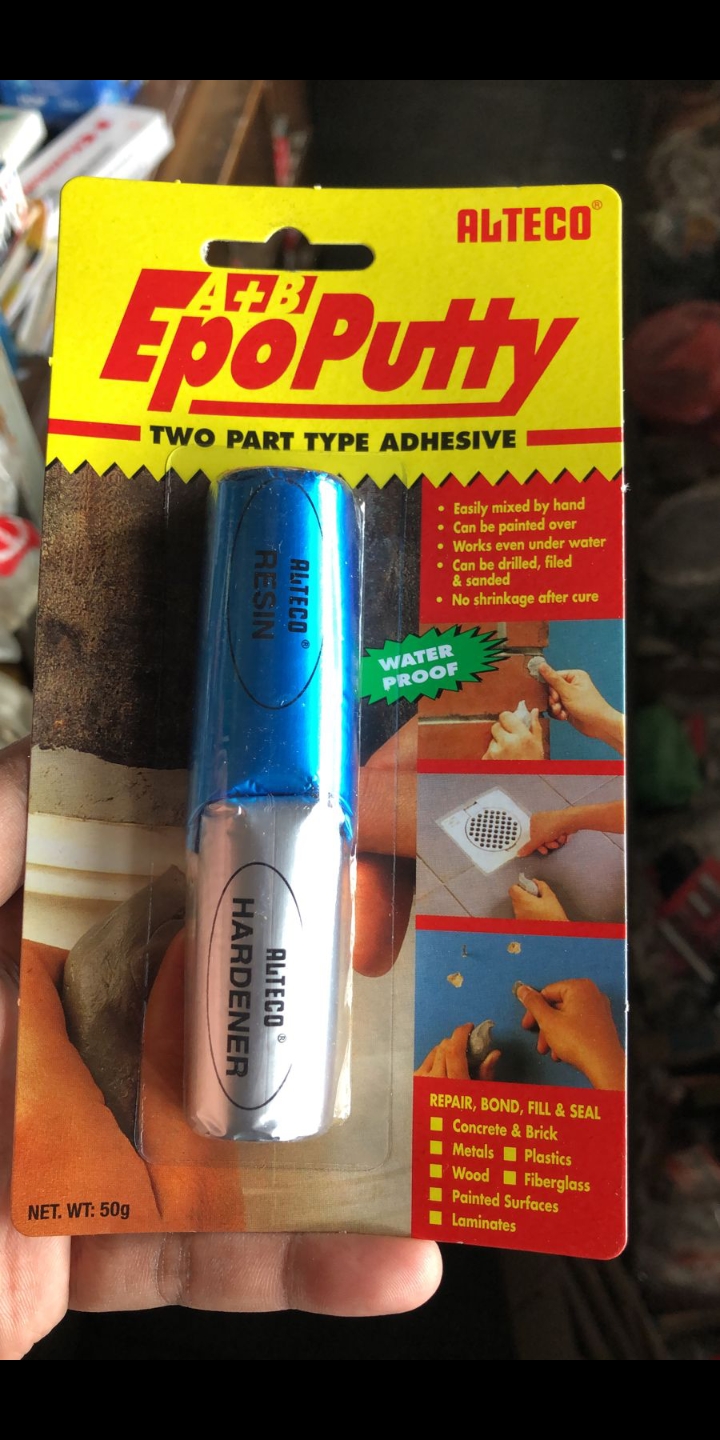 ALTECO®
A+B
EpoPutty
TWO PART TYPE ADHESIVE
• Easily mixed by hand
• Can be painted over
• Works even under water
• Can be drilled, filed
& sanded
• No shrinkage after cure
ALTECO®
RESIN
WATER
PROOF
ALTECO®
HARDENER
REPAIR, BOND, FILL & SEAL
Concrete & Brick
Metals Plastics
Wood Fiberglass
Painted Surfaces
Laminates
NET. WT: 50g